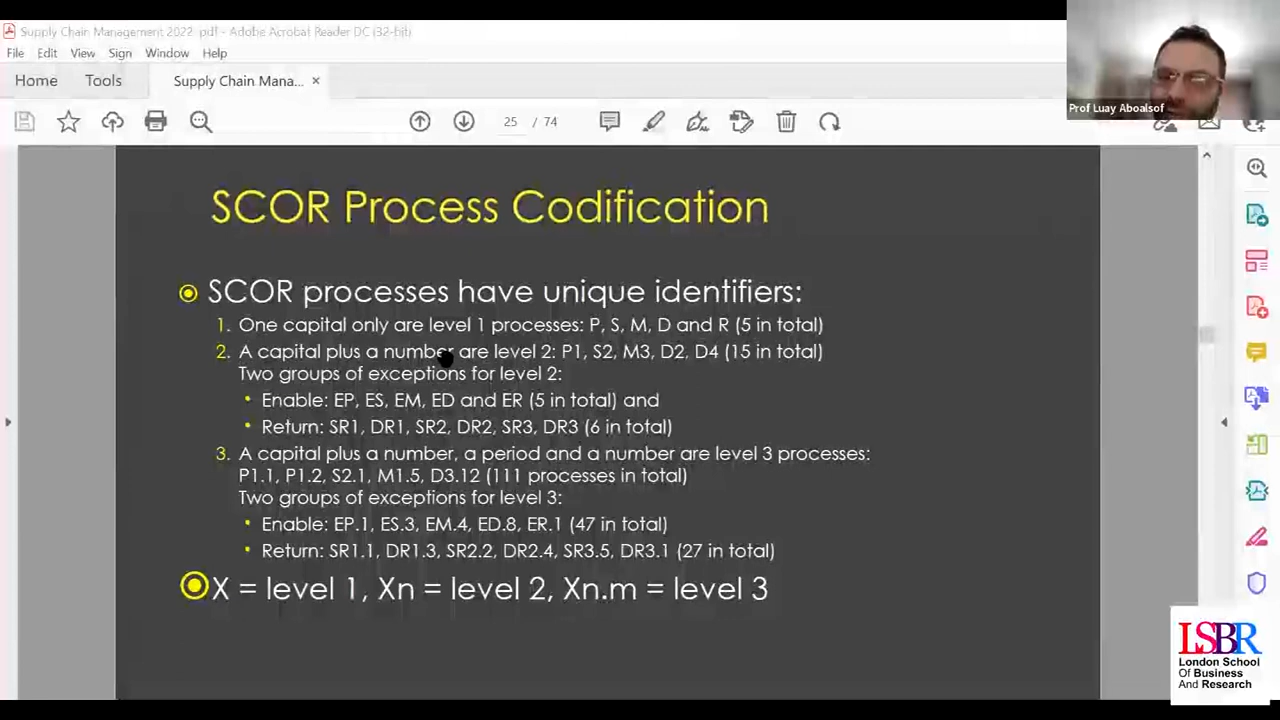 Supply Chain Management 2022 .pdf - Adobe Acrobat Reader DC (32-bit)
File Edit View Sign Window Help
Home Tools Supply Chain Mana... ×
25 / 74
Prof Luay Aboalsof
SCOR Process Codification
SCOR processes have unique identifiers:
1. One capital only are level 1 processes: P, S, M, D and R (5 in total)
2. A capital plus a number are level 2: P1, S2, M3, D2, D4 (15 in total)
Two groups of exceptions for level 2:
• Enable: EP, ES, EM, ED and ER (5 in total) and
• Return: SR1, DR1, SR2, DR2, SR3, DR3 (6 in total)
3. A capital plus a number, a period and a number are level 3 processes:
P1.1, P1.2, S2.1, M1.5, D3.12 (111 processes in total)
Two groups of exceptions for level 3:
• Enable: EP.1, ES.3, EM.4, ED.8, ER.1 (47 in total)
• Return: SR1.1, DR1.3, SR2.2, DR2.4, SR3.5, DR3.1 (27 in total)
X = level 1, Xn = level 2, Xn.m = level 3
LSBR
London School
Of Business
And Research